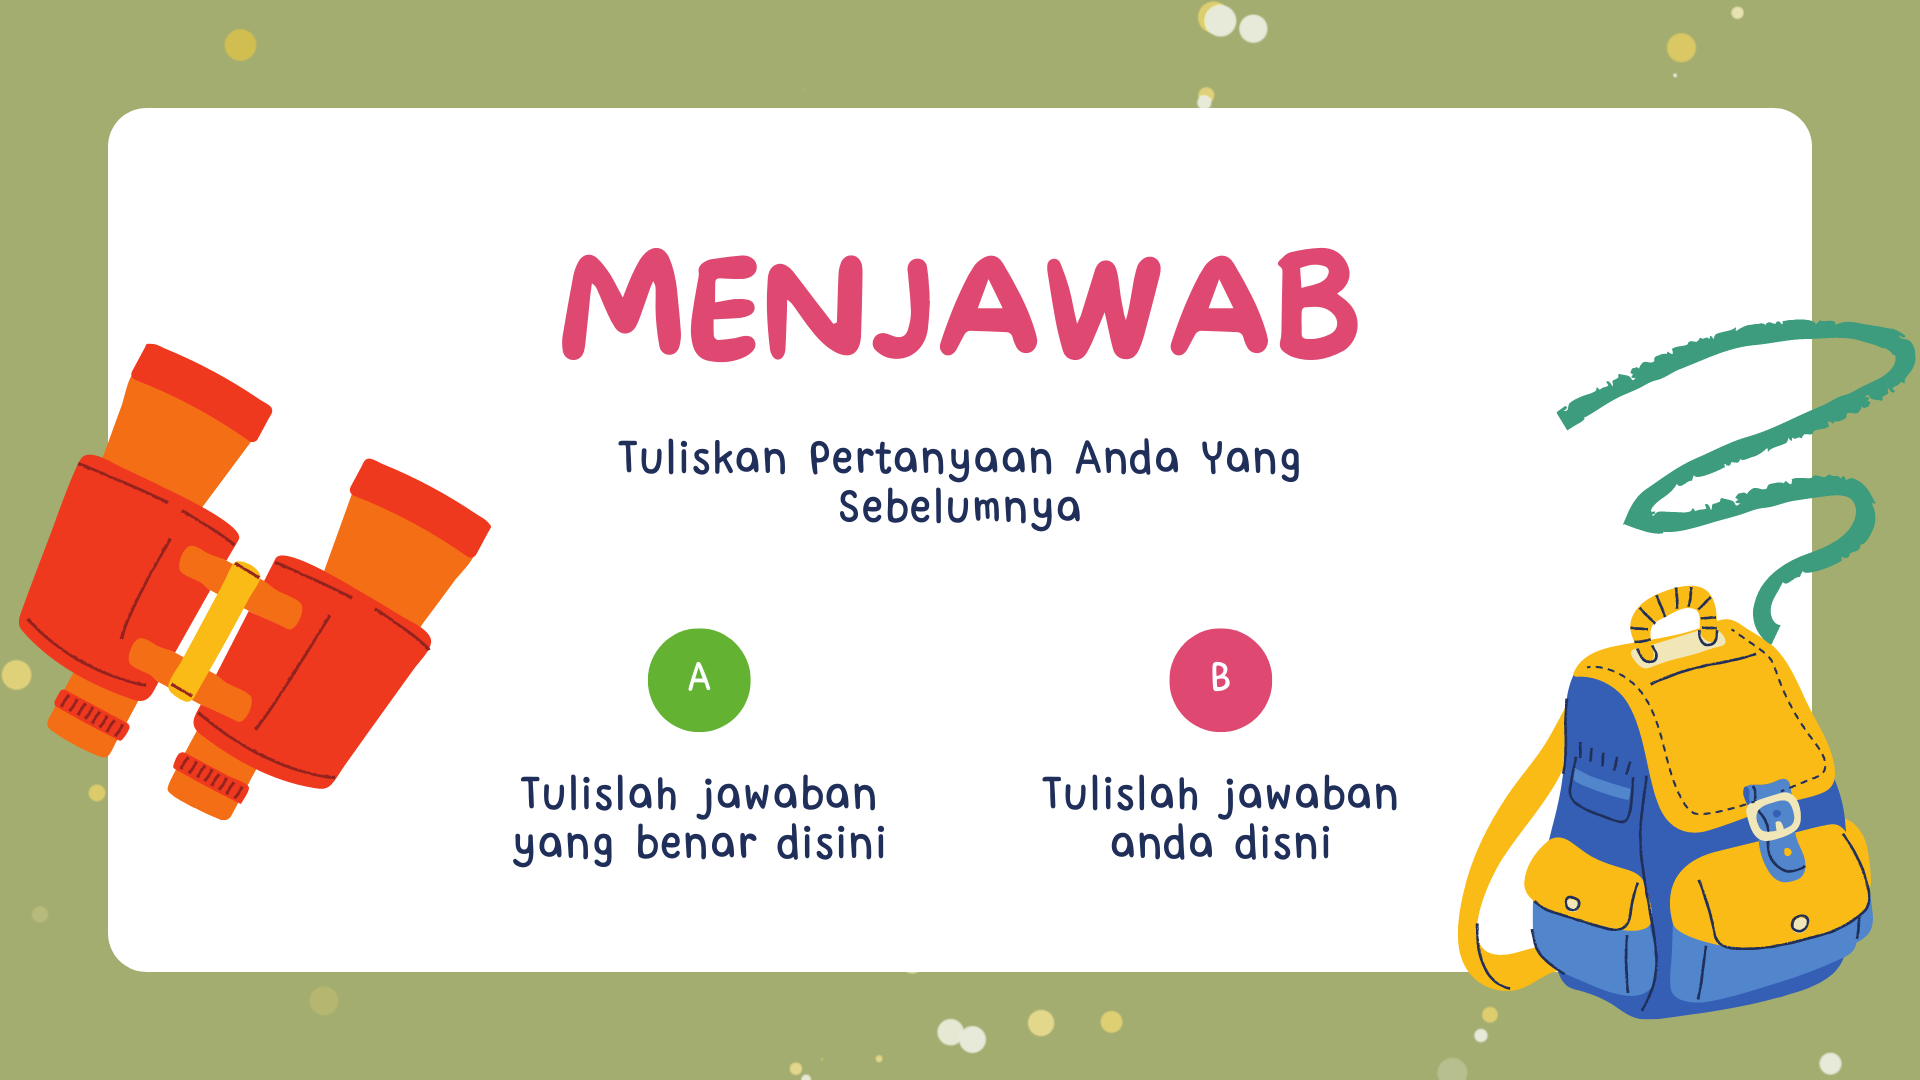 MENJAWAB
Tuliskan Pertanyaan Anda Yang
Sebelumnya
A
Tulislah jawaban
yang benar disini
B
Tulislah jawaban
anda disni